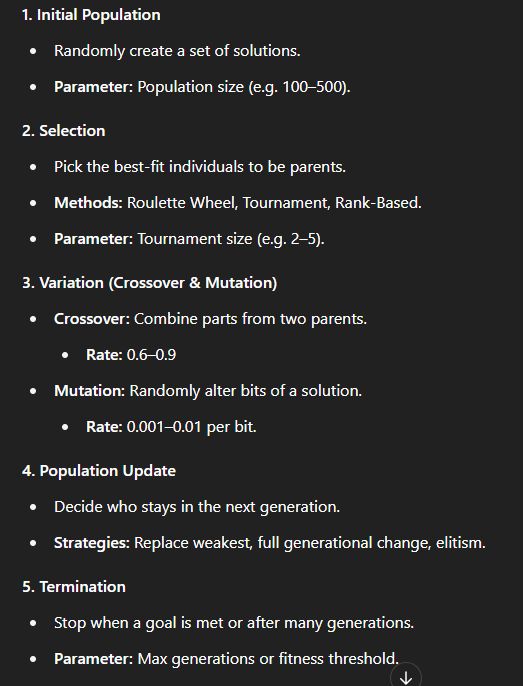 1. Initial Population
• Randomly create a set of solutions.
• Parameter: Population size (e.g. 100–500).
2. Selection
• Pick the best-fit individuals to be parents.
• Methods: Roulette Wheel, Tournament, Rank-Based.
• Parameter: Tournament size (e.g. 2–5).
3. Variation (Crossover & Mutation)
• Crossover: Combine parts from two parents.
• Rate: 0.6–0.9
• Mutation: Randomly alter bits of a solution.
• Rate: 0.001–0.01 per bit.
4. Population Update
• Decide who stays in the next generation.
• Strategies: Replace weakest, full generational change, elitism.
5. Termination
• Stop when a goal is met or after many generations.
• Parameter: Max generations or fitness threshold.